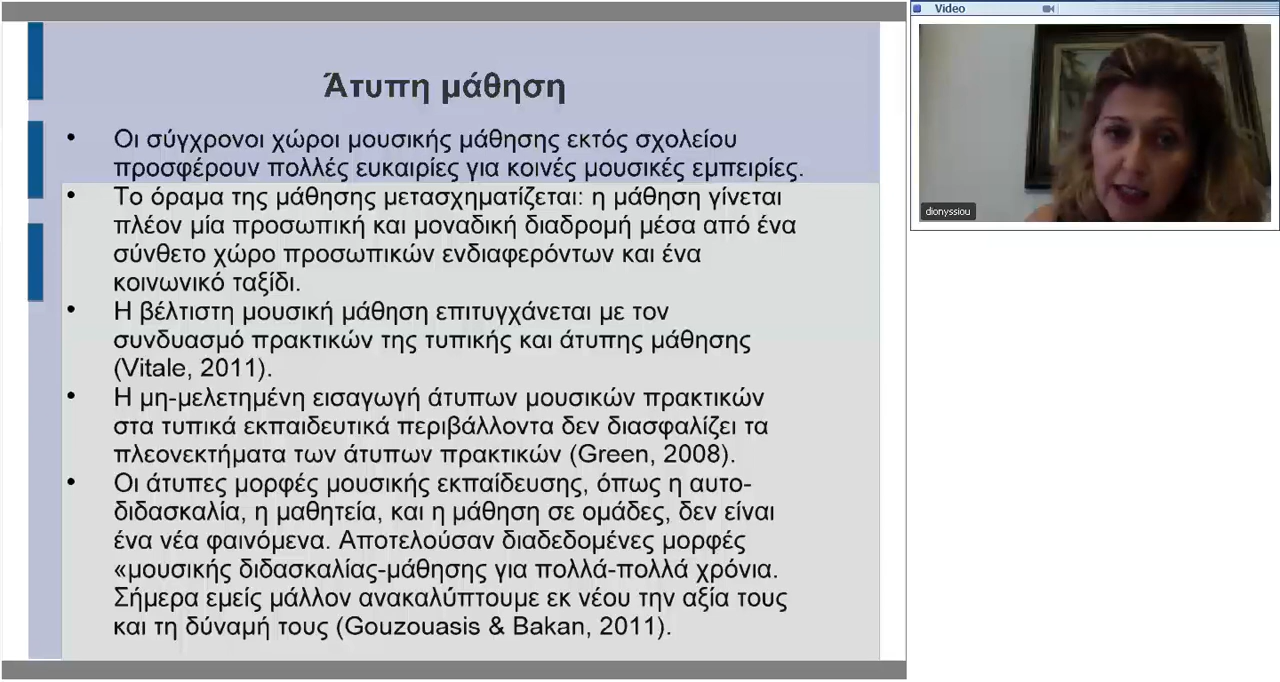 Άτυπη μάθηση
• Οι σύγχρονοι χώροι μουσικής μάθησης εκτός σχολείου
προσφέρουν πολλές ευκαιρίες για κοινές μουσικές εμπειρίες.
• Το όραμα της μάθησης μετασχηματίζεται: η μάθηση γίνεται
πλέον μία προσωπική και μοναδική διαδρομή μέσα από ένα
σύνθετο χώρο προσωπικών ενδιαφερόντων και ένα
κοινωνικό ταξίδι.
• Η βέλτιστη μουσική μάθηση επιτυγχάνεται με τον
συνδυασμό πρακτικών της τυπικής και άτυπης μάθησης
(Vitale, 2011).
• Η μη-μελετημένη εισαγωγή άτυπων μουσικών πρακτικών
στα τυπικά εκπαιδευτικά περιβάλλοντα δεν διασφαλίζει τα
πλεονεκτήματα των άτυπων πρακτικών (Green, 2008).
• Οι άτυπες μορφές μουσικής εκπαίδευσης, όπως η αυτο-
διδασκαλία, η μαθητεία, και η μάθηση σε ομάδες, δεν είναι
ένα νέα φαινόμενα. Αποτελούσαν διαδεδομένες μορφές
«μουσικής διδασκαλίας-μάθησης για πολλά-πολλά χρόνια.
Σήμερα εμείς μάλλον ανακαλύπτουμε εκ νέου την αξία τους
και τη δύναμή τους (Gouzouasis & Bakan, 2011).
Video
dionyssiou